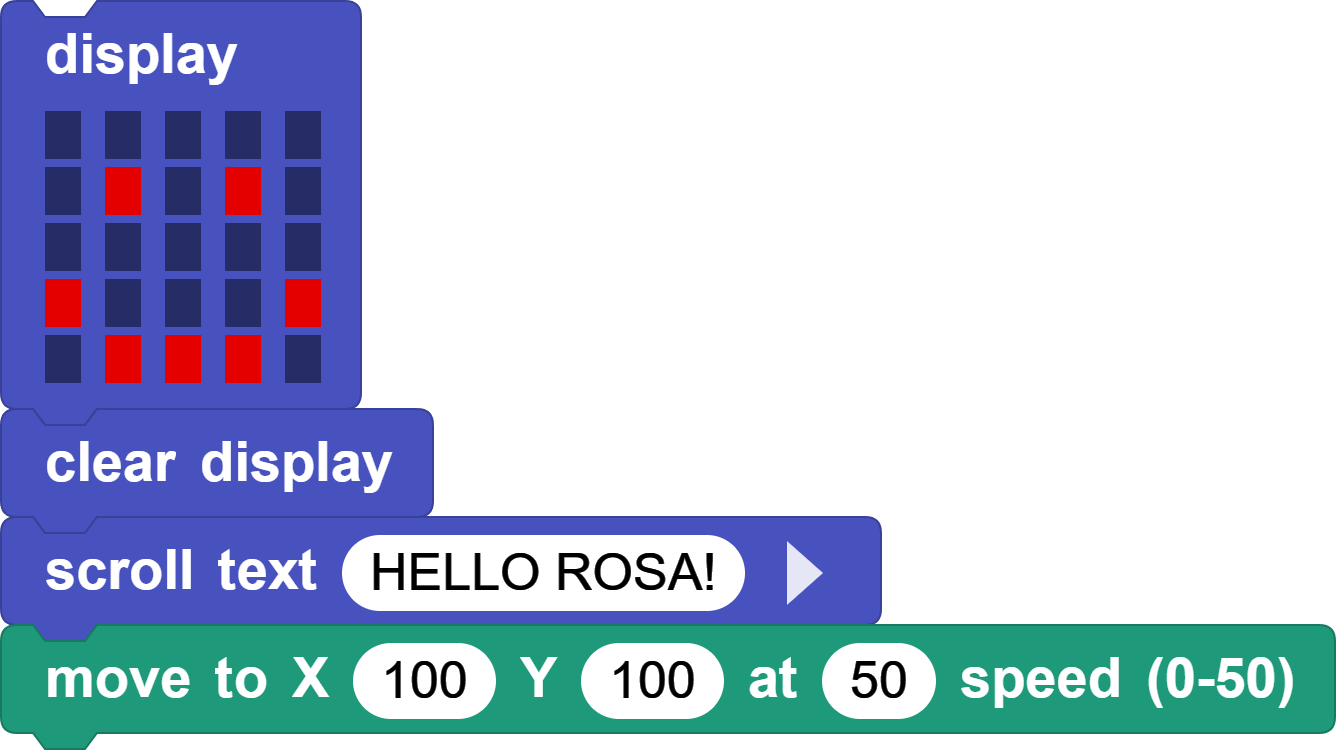 display
clear display
scroll text HELLO ROSA!
move to X 100 Y 100 at 50 speed (0-50)